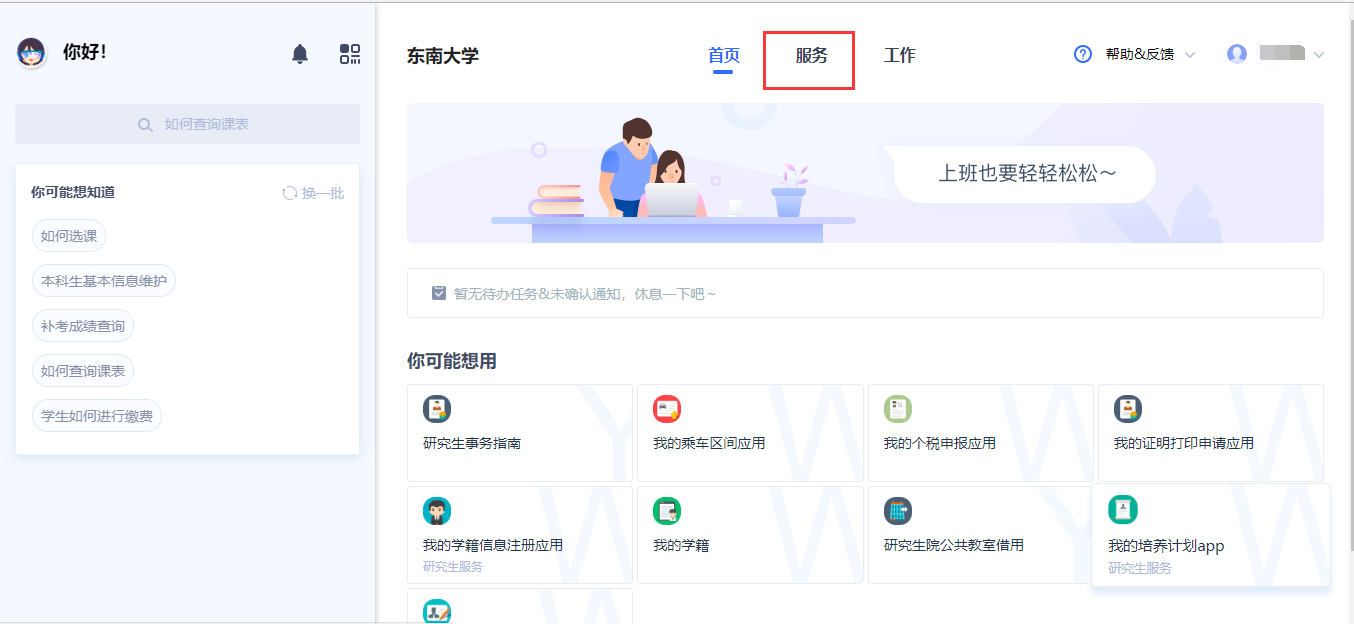 你好!
如何查询课表
你可能想知道
换一批
如何选课
本科生基本信息维护
补考成绩查询
如何查询课表
学生如何进行缴费
东南大学
首页
服务
工作
帮助&反馈
上班也要轻轻松松～
暂无待办任务&未确认通知，休息一下吧～
你可能想用
研究生事务指南
我的乘车区间应用
我的个税申报应用
我的证明打印申请应用
我的学籍信息注册应用
研究生服务
我的学籍
研究生院公共教室借用
我的培养计划app
研究生服务